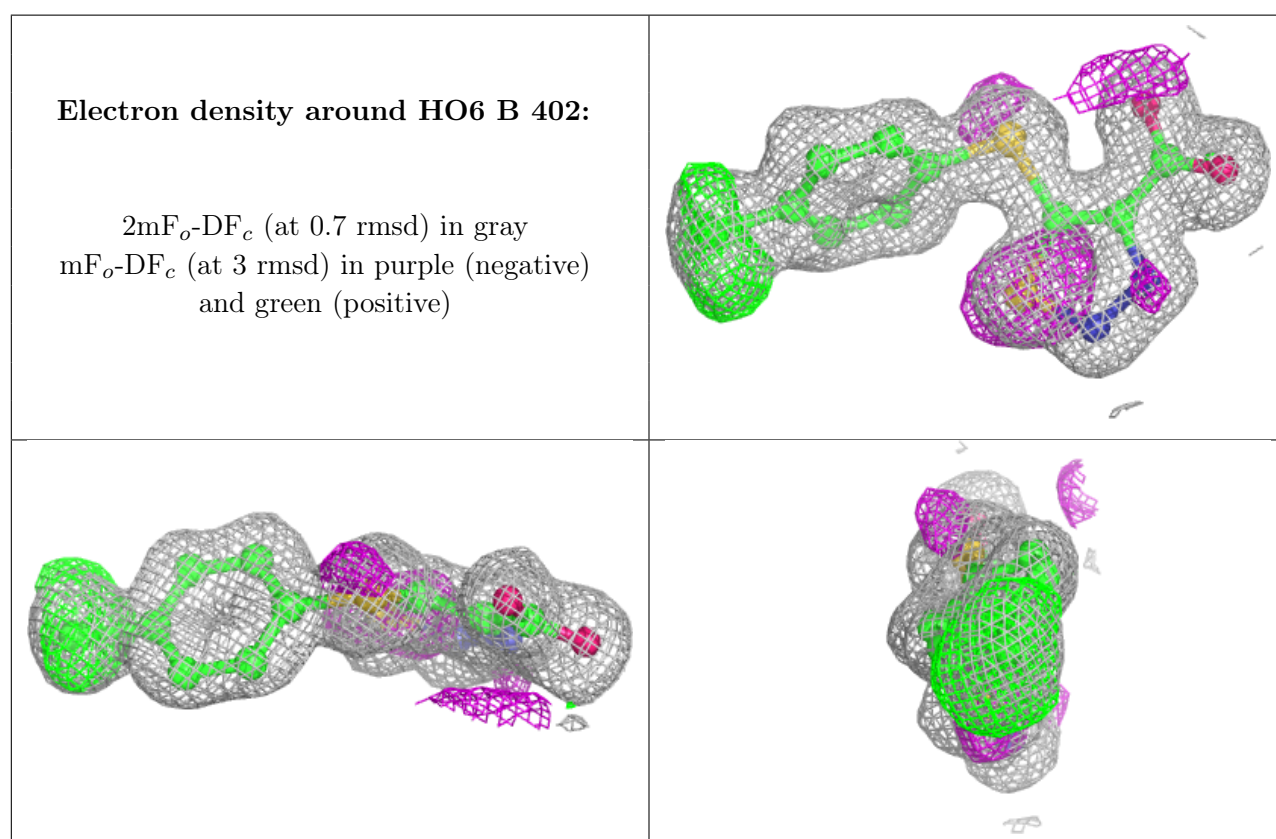 Electron density around HO6 B 402:
2mFₒ-DF𝒸 (at 0.7 rmsd) in gray
mFₒ-DF𝒸 (at 3 rmsd) in purple (negative)
and green (positive)